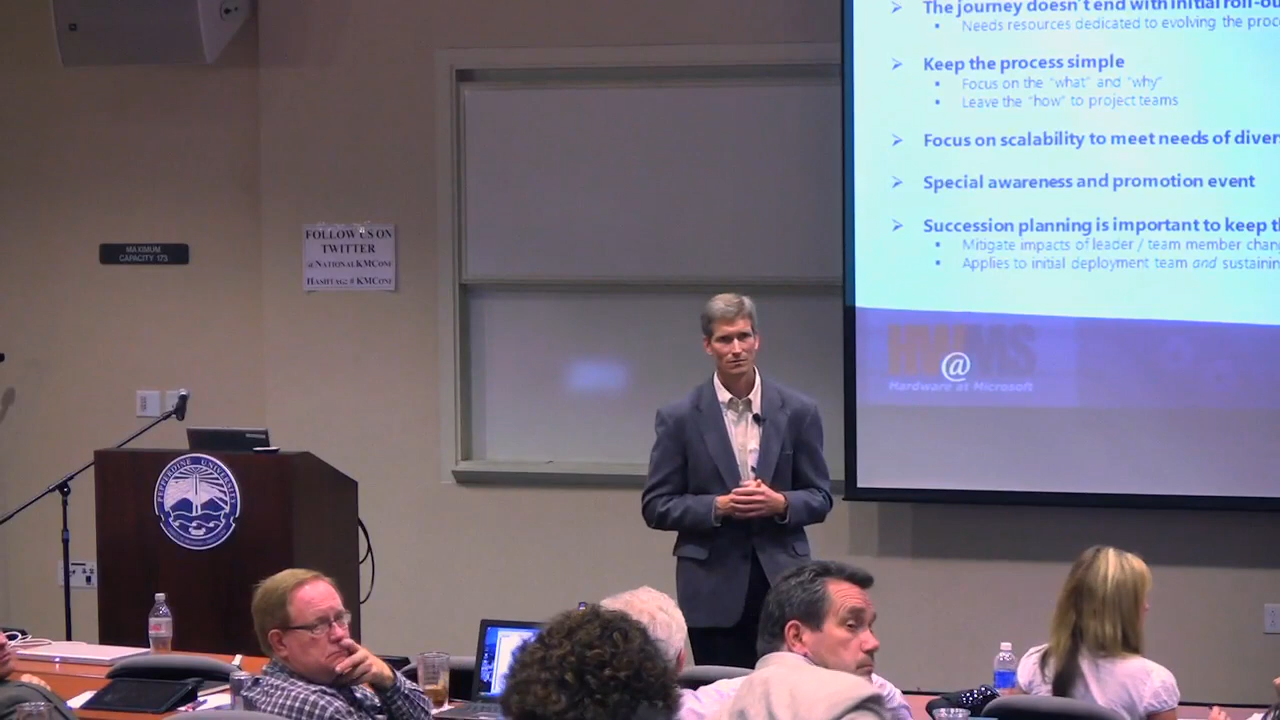 The journey doesn't end with initial roll-ou
Needs resources dedicated to evolving the proc
Keep the process simple
Focus on the "what" and "why"
Leave the "how" to project teams
Focus on scalability to meet needs of diver
Special awareness and promotion event
Succession planning is important to keep th
Mitigate impacts of leader / team member chan
Applies to initial deployment team and sustainin
HW@MS
Hardware at Microsoft
MAXIMUM
CAPACITY 175
FOLLOW US ON
TWITTER
@NATIONALKMCONF
HASHTAG: # KMCONF
PEPPERDINE UNIVERSITY